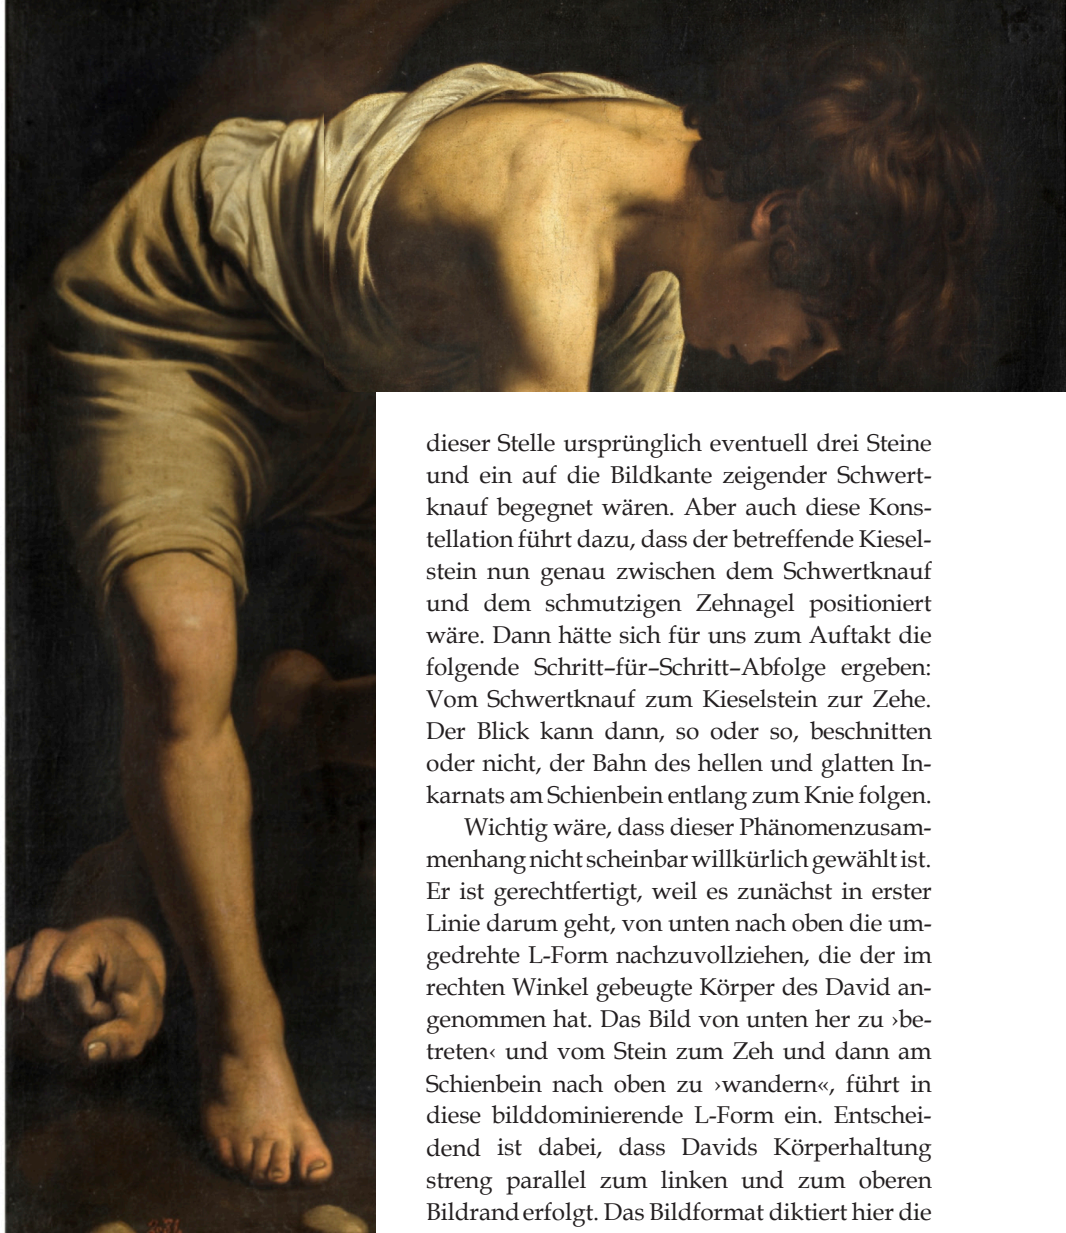 dieser Stelle ursprünglich eventuell drei Steine
und ein auf die Bildkante zeigender Schwert-
knauf begegnet wären. Aber auch diese Kons-
tellation führt dazu, dass der betreffende Kiesel-
stein nun genau zwischen dem Schwertknauf
und dem schmutzigen Zehnagel positioniert
wäre. Dann hätte sich für uns zum Auftakt die
folgende Schritt–für–Schritt–Abfolge ergeben:
Vom Schwertknauf zum Kieselstein zur Zehe.
Der Blick kann dann, so oder so, beschnitten
oder nicht, der Bahn des hellen und glatten In-
karnats am Schienbein entlang zum Knie folgen.
Wichtig wäre, dass dieser Phänomenzusam-
menhang nicht scheinbar willkürlich gewählt ist.
Er ist gerechtfertigt, weil es zunächst in erster
Linie darum geht, von unten nach oben die um-
gedrehte L-Form nachzuvollziehen, die der im
rechten Winkel gebeugte Körper des David an-
genommen hat. Das Bild von unten her zu ›be-
treten‹ und vom Stein zum Zeh und dann am
Schienbein nach oben zu ›wandern«, führt in
diese bilddominierende L-Form ein. Entschei-
dend ist dabei, dass Davids Körperhaltung
streng parallel zum linken und zum oberen
Bildrand erfolgt. Das Bildformat diktiert hier die